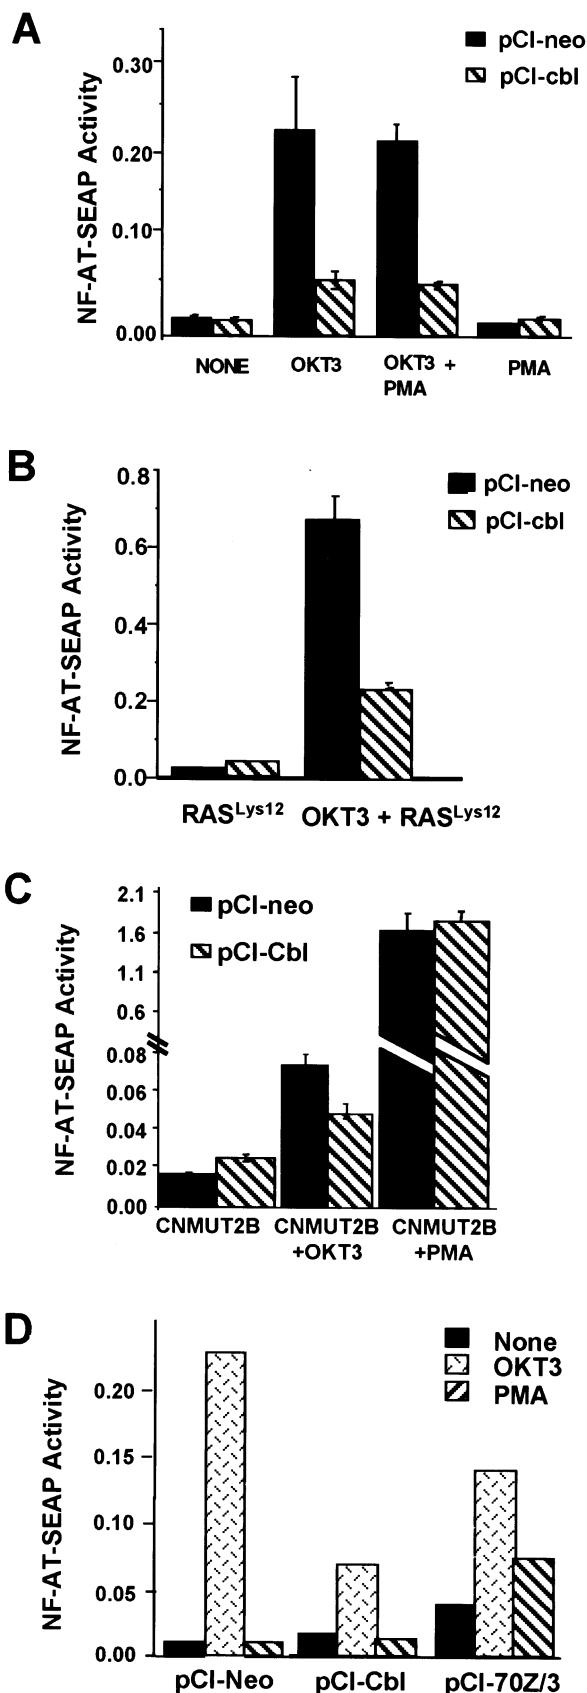 A
NF-AT-SEAP Activity
0.30
0.20
0.10
0.00
pCI-neo
pCI-cbl
NONE
OKT3
OKT3 +
PMA
PMA
B
NF-AT-SEAP Activity
0.8
0.6
0.4
0.2
0.0
pCI-neo
pCI-cbl
RASLys12
OKT3 + RASLys12
C
NF-AT-SEAP Activity
2.1
1.6
1.1
0.6
0.08
0.06
0.04
0.02
0.00
pCI-neo
pCI-Cbl
CNMUT2B
CNMUT2B
+OKT3
CNMUT2B
+PMA
D
NF-AT-SEAP Activity
0.20
0.15
0.10
0.05
0.00
None
OKT3
PMA
pCI-Neo
pCI-Cbl
pCI-70Z/3